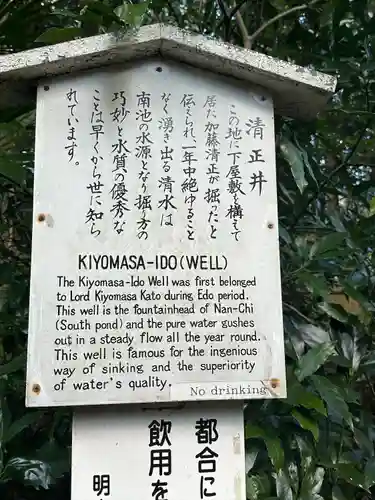 清正井
この地に下屋敷を構えて
居た加藤清正が掘ったと
伝えられ、一年中絶ゆること
なく湧き出る清水は
南池の水源となり掘り方の
巧妙と水質の優秀な
ことは早くから世に知ら
れています。
KIYOMASA-IDO (WELL)
The Kiyomasa-Ido Well was first belonged
to Lord Kiyomasa Kato during Edo period.
This well is the fountainhead of Nan-Chi
(South pond) and the pure water gushes
out in a steady flow all the year round.
This well is famous for the ingenious
way of sinking and the superiority
of water's quality.
No drinking
都合に
飲用を
明